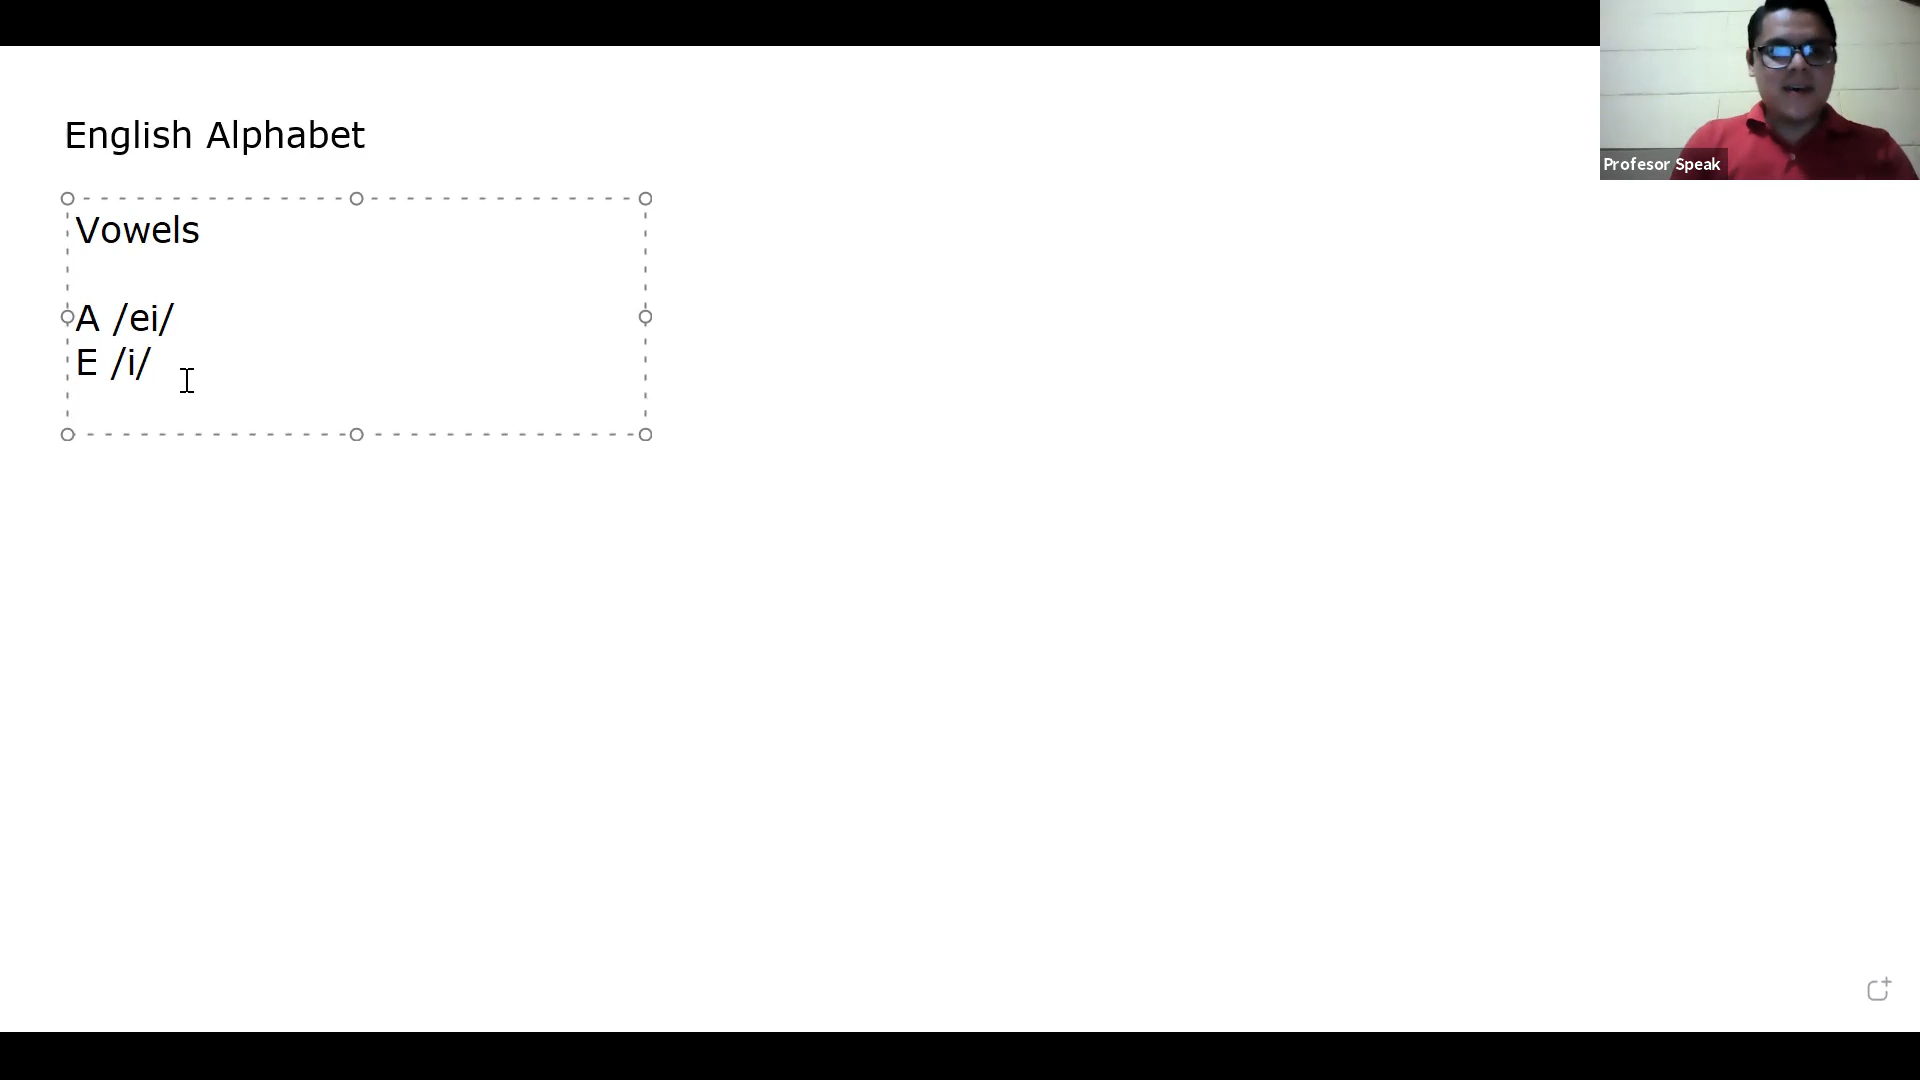 English Alphabet
Vowels
A /ei/
E /i/
Profesor Speak